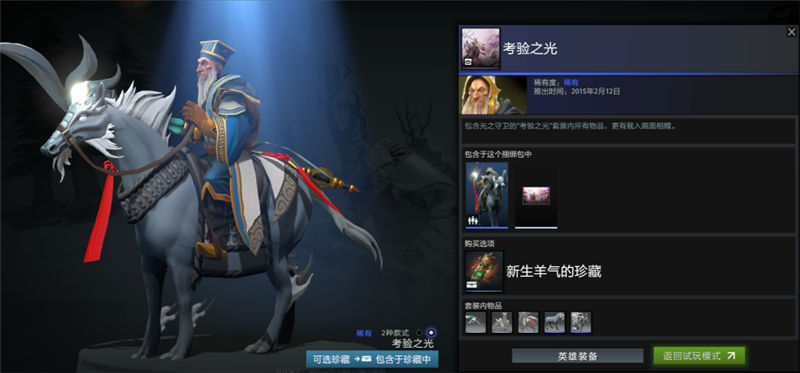 考验之光
稀有度：稀有
推出时间：2015年2月12日
包含光之守卫的“考验之光”套装内所有物品，更有载入画面相赠。
包含于这个捆绑包中
购买选项
新生羊气的珍藏
套装内物品
稀有 2种款式
考验之光
可选珍藏 包含于珍藏中
英雄装备
返回试玩模式